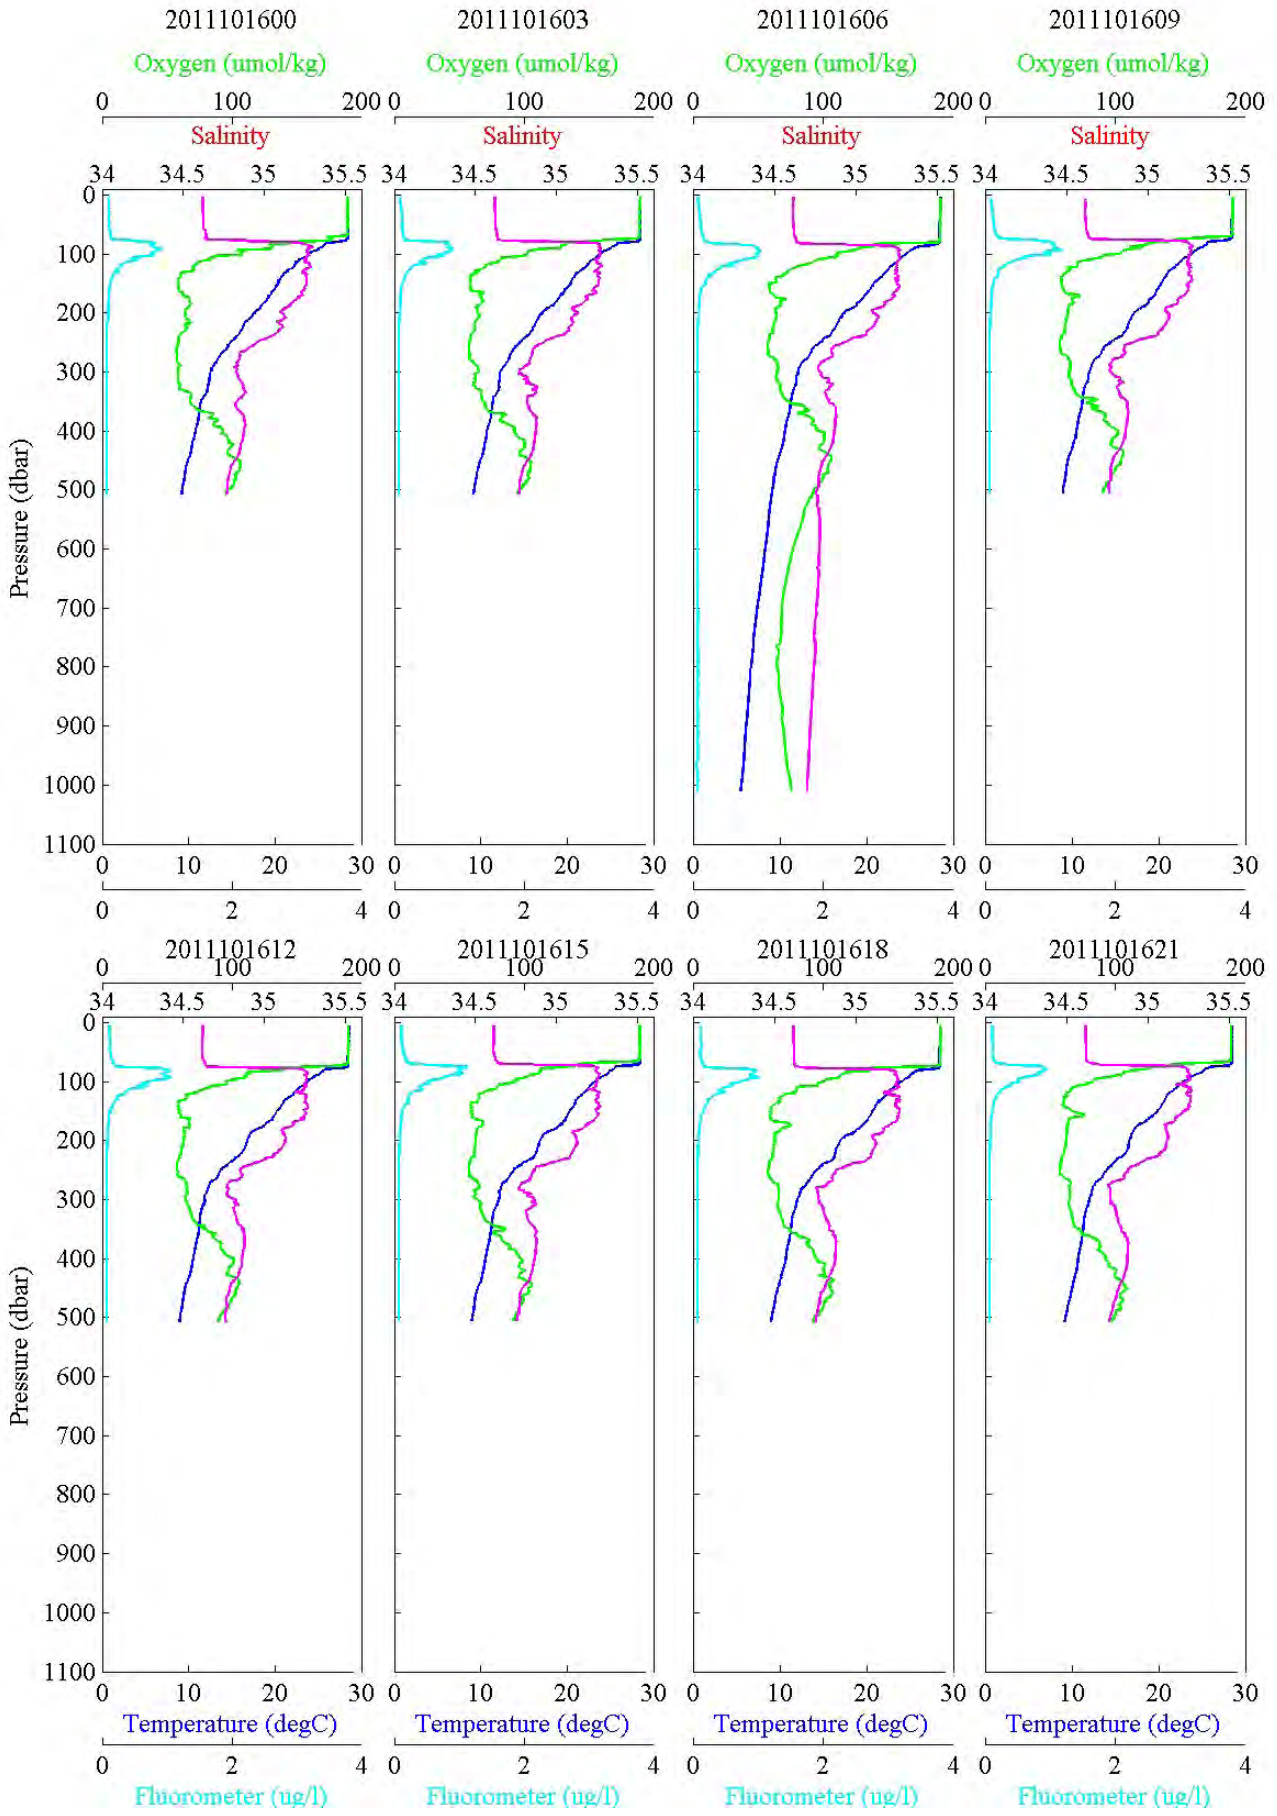 2011101600 2011101603 2011101606 2011101609
Oxygen (umol/kg) Oxygen (umol/kg) Oxygen (umol/kg) Oxygen (umol/kg)
0 100 200 0 100 200 0 100 200 0 100 200
Salinity Salinity Salinity Salinity
34 34.5 35 35.5 34 34.5 35 35.5 34 34.5 35 35.5 34 34.5 35 35.5
0
100
200
300
400
500
600
700
800
900
1000
1100
Pressure (dbar)
0 10 20 30 0 10 20 30 0 10 20 30 0 10 20 30
0 2 4 0 2 4 0 2 4 0 2 4
2011101612 2011101615 2011101618 2011101621
0 100 200 0 100 200 0 100 200 0 100 200
34 34.5 35 35.5 34 34.5 35 35.5 34 34.5 35 35.5 34 34.5 35 35.5
0
100
200
300
400
500
600
700
800
900
1000
1100
Pressure (dbar)
0 10 20 30 0 10 20 30 0 10 20 30 0 10 20 30
Temperature (degC) Temperature (degC) Temperature (degC) Temperature (degC)
0 2 4 0 2 4 0 2 4 0 2 4
Fluorometer (ug/l) Fluorometer (ug/l) Fluorometer (ug/l) Fluorometer (ug/l)